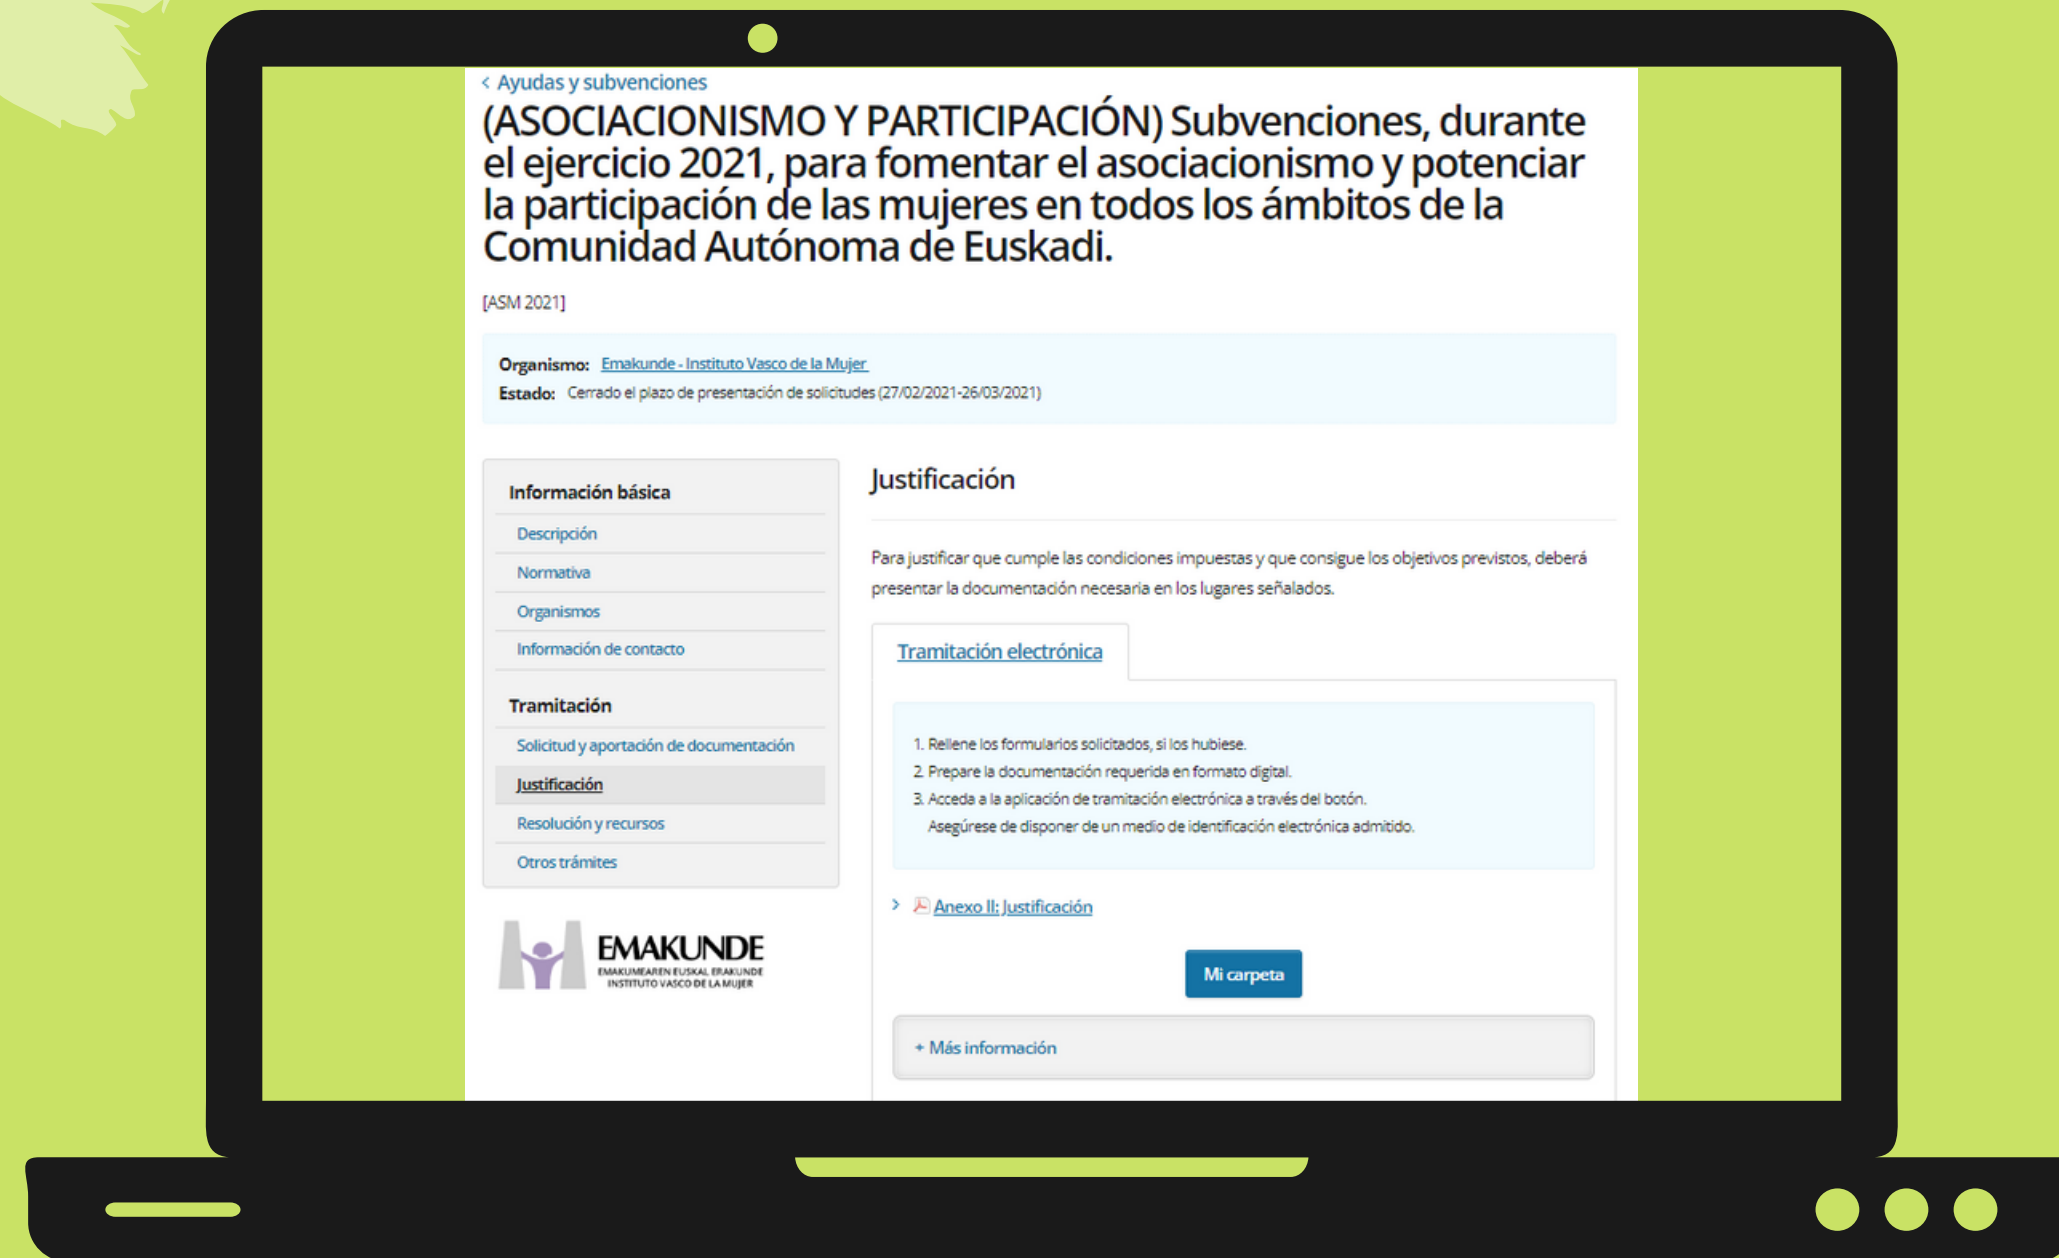 < Ayudas y subvenciones
(ASOCIACIONISMO Y PARTICIPACIÓN) Subvenciones, durante
el ejercicio 2021, para fomentar el asociacionismo y potenciar
la participación de las mujeres en todos los ámbitos de la
Comunidad Autónoma de Euskadi.
[ASM 2021]
Organismo: Emakunde - Instituto Vasco de la Mujer
Estado: Cerrado el plazo de presentación de solicitudes (27/02/2021-26/03/2021)
Información básica
Descripción
Normativa
Organismos
Información de contacto
Tramitación
Solicitud y aportación de documentación
Justificación
Resolución y recursos
Otros trámites
EMAKUNDE
EMAKUMEAREN EUSKAL ERAKUNDE
INSTITUTO VASCO DE LA MUJER
Justificación
Para justificar que cumple las condiciones impuestas y que consigue los objetivos previstos, deberá
presentar la documentación necesaria en los lugares señalados.
Tramitación electrónica
1. Rellene los formularios solicitados, si los hubiese.
2. Prepare la documentación requerida en formato digital.
3. Acceda a la aplicación de tramitación electrónica a través del botón.
Asegúrese de disponer de un medio de identificación electrónica admitido.
> Anexo II: Justificación
Mi carpeta
+ Más información